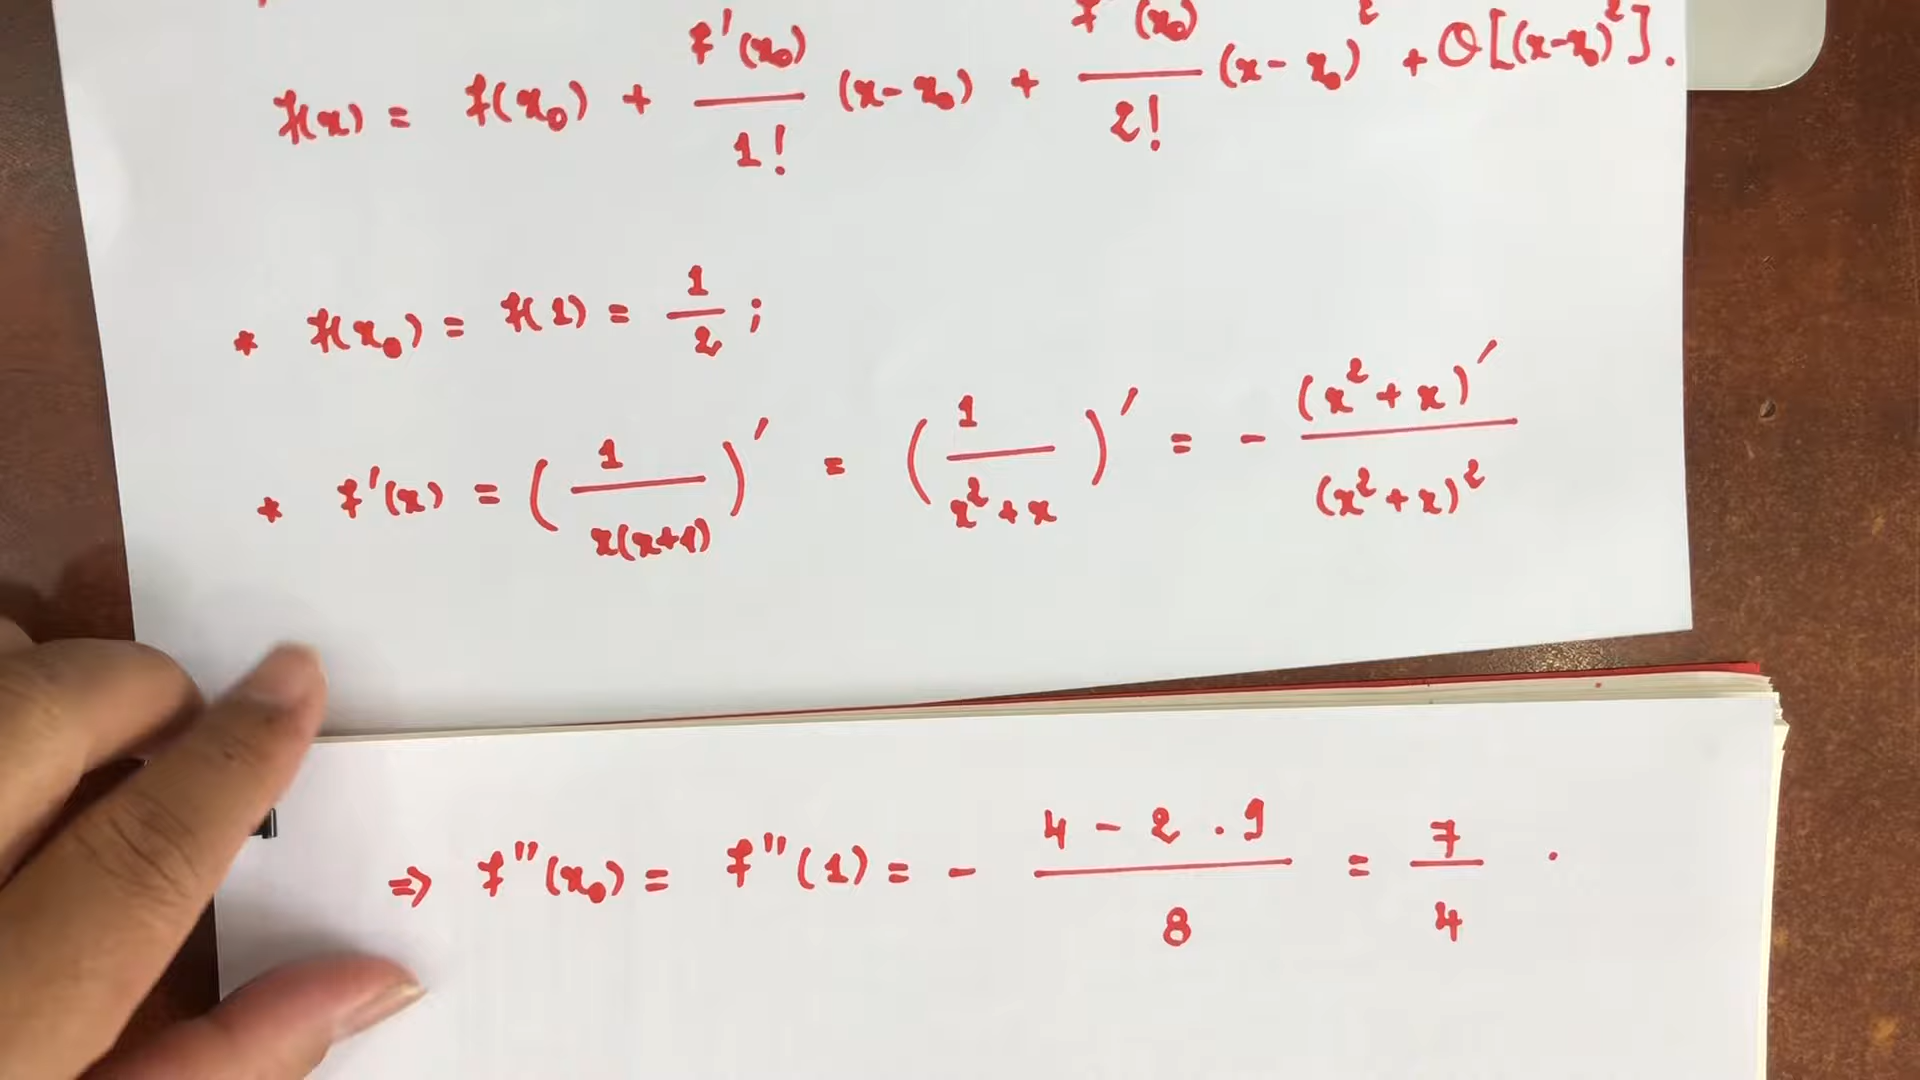 f(x) = f(x₀) + f'(x₀)/1! (x-x₀) + f''(x₀)/2! (x-x₀)² + O[(x-x₀)²].
* f(x₀) = f(1) = 1/2 ;
* f'(x) = (1/x(x+1))' = (1/x²+x)' = - (x²+x)'/(x²+x)²
⇒ f''(x₀) = f''(1) = - 4-2.9/8 = 7/4 .